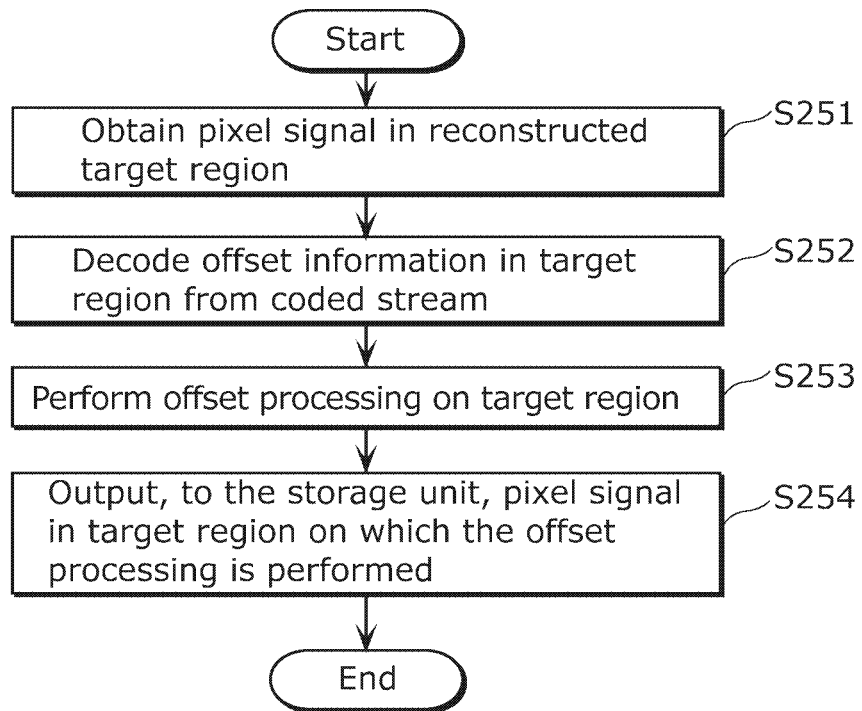 Start
Obtain pixel signal in reconstructed
target region
S251
Decode offset information in target
region from coded stream
S252
Perform offset processing on target region
S253
Output, to the storage unit, pixel signal
in target region on which the offset
processing is performed
S254
End